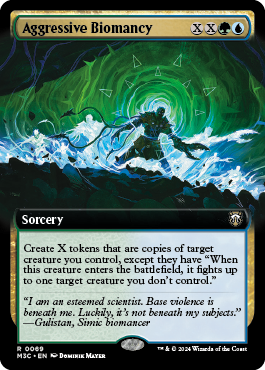 Aggressive Biomancy XX
Sorcery
Create X tokens that are copies of target
creature you control, except they have “When
this creature enters the battlefield, it fights up
to one target creature you don’t control.”
“I am an esteemed scientist. Base violence is
beneath me. Luckily, it’s not beneath my subjects.”
—Gulistan, Simic biomancer
R 0069
M3C • EN Dominik Mayer ™ & © 2024 Wizards of the Coast